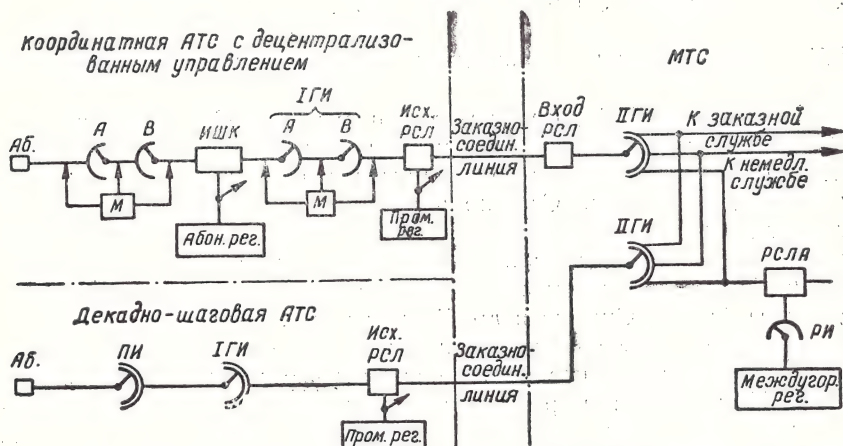 Координатная АТС с децентрализо-
ванным управлением
МТС
IГИ
Аб.
А
В
ИШК
А
В
Исх.
РСЛ
Заказно-
соедин.
линия
Вход
РСЛ
IIГИ
К заказной
службе
К немедл.
службе
М
М
Абон. рег.
Пром.
рег.
IIГИ
РСЛА
РИ
Междугор.
рег.
Декадно-шаговая АТС
Аб.
ПИ
IГИ
Исх.
РСЛ
Заказно-
соедин.
линия
Пром. рег.